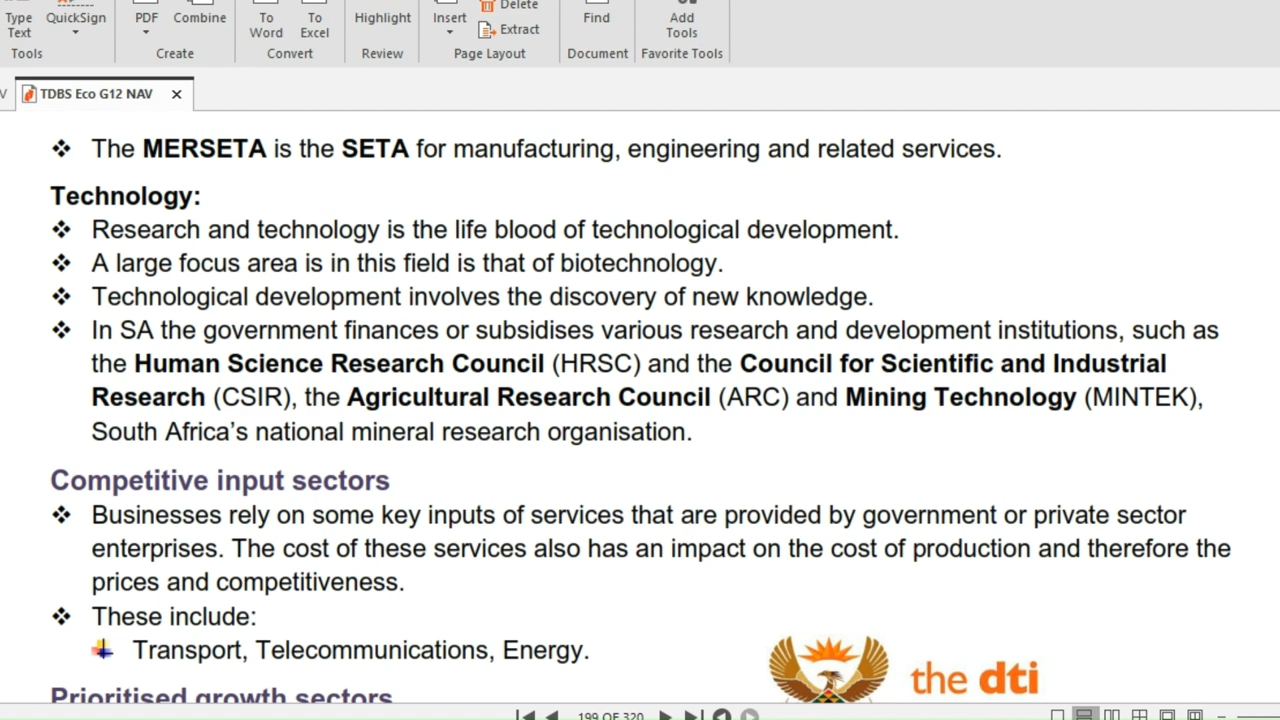 Type
Text
QuickSign
PDF
Combine
To
Word
To
Excel
Highlight
Insert
Delete
Extract
Find
Add
Tools
Tools
Create
Convert
Review
Page Layout
Document
Favorite Tools
V
TDBS Eco G12 NAV
❖ The MERSETA is the SETA for manufacturing, engineering and related services.
Technology:
❖ Research and technology is the life blood of technological development.
❖ A large focus area is in this field is that of biotechnology.
❖ Technological development involves the discovery of new knowledge.
❖ In SA the government finances or subsidises various research and development institutions, such as
the Human Science Research Council (HRSC) and the Council for Scientific and Industrial
Research (CSIR), the Agricultural Research Council (ARC) and Mining Technology (MINTEK),
South Africa’s national mineral research organisation.
Competitive input sectors
❖ Businesses rely on some key inputs of services that are provided by government or private sector
enterprises. The cost of these services also has an impact on the cost of production and therefore the
prices and competitiveness.
❖ These include:
Transport, Telecommunications, Energy.
the dti
Prioritised growth sectors
199 OF 320